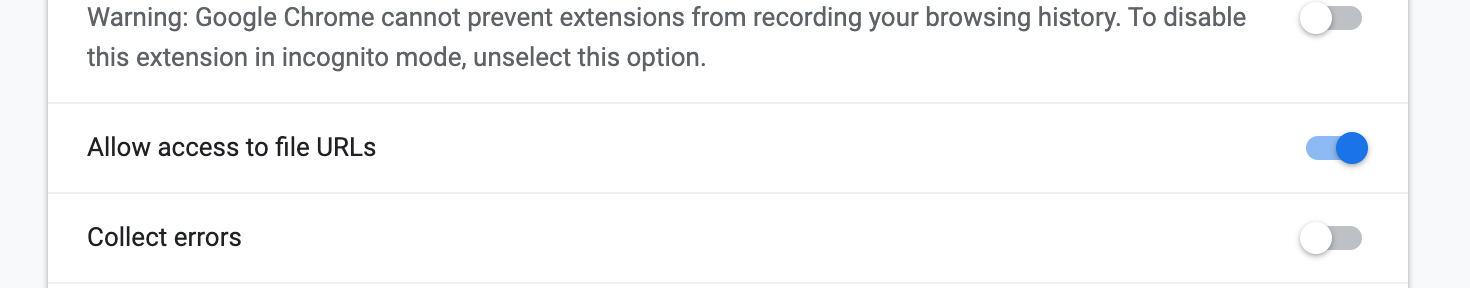 Warning: Google Chrome cannot prevent extensions from recording your browsing history. To disable
this extension in incognito mode, unselect this option.
Allow access to file URLs
Collect errors